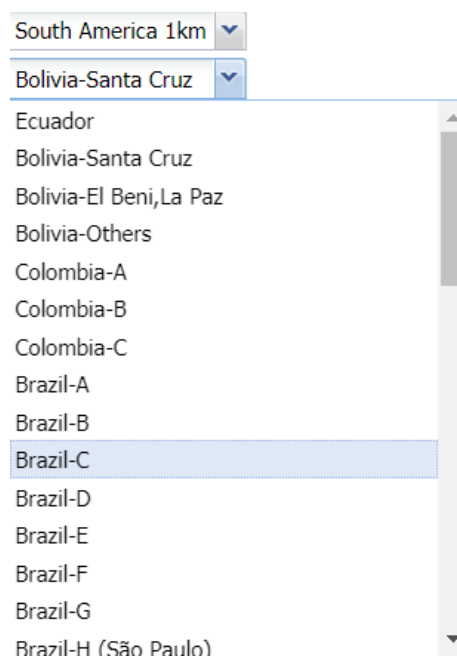 South America 1km
Bolivia-Santa Cruz
Ecuador
Bolivia-Santa Cruz
Bolivia-El Beni,La Paz
Bolivia-Others
Colombia-A
Colombia-B
Colombia-C
Brazil-A
Brazil-B
Brazil-C
Brazil-D
Brazil-E
Brazil-F
Brazil-G
Brazil-H (São Paulo)